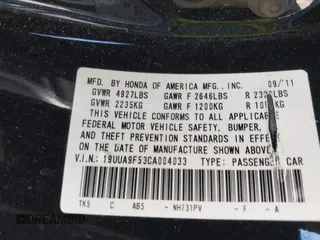 MFD. BY HONDA OF AMERICA MFG., INC. 09/11
GVWR 4927LBS GAWR F 2646LBS R
GVWR 2235KG GAWR F 1200KG R
THIS VEHICLE CONFORMS TO ALL APPLICABLE
FEDERAL MOTOR VEHICLE SAFETY, BUMPER,
AND THEFT PREVENTION STANDARDS IN EFFECT
ON THE DATE OF MANUFACTURE SHOWN ABOVE.
V.I.N.: 19UUA9F53CA004033 TYPE: PASSENGER CAR
TK5 C AB5 - NH731PV - F - A